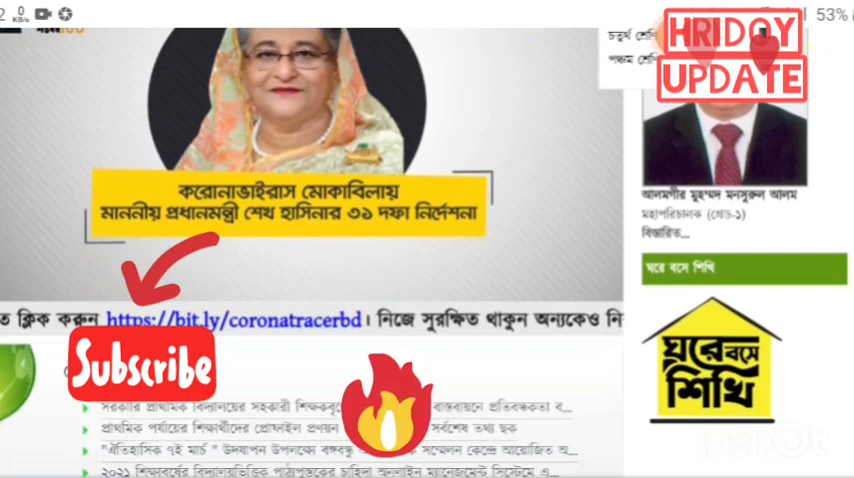 2
0
KB/s
53%
HRIDOY
UPDATE
চতুর্থ শ্রেণি
পঞ্চম
করোনাভাইরাস মোকাবিলায়
মাননীয় প্রধানমন্ত্রী শেখ হাসিনার ৩১ দফা নির্দেশনা
আলমগীর মুহম্মদ মনসুরুল আলম
মহাপরিচালক (গ্রেড-১)
বিস্তারিত...
ঘরে বসে শিখি
ক্লিক করুন https://bit.ly/coronatracerbd। নিজে সুরক্ষিত থাকুন অন্যকেও
Subscribe
ঘরে বসে
শিখি
সরকারি প্রাথমিক বিদ্যালয়ের সহকারী বাস্তবায়নে প্রতিবন্ধকতা ব...
প্রাথমিক পর্যায়ের শিক্ষার্থীদের প্রোফাইল প্রণয়ন সর্বশেষ তথ্য ছক
"ঐতিহাসিক ৭ই মার্চ " উদযাপন উপলক্ষ্যে বঙ্গবন্ধু সম্মেলন কেন্দ্রে আয়োজিত অ...
২০২১ শিক্ষাবর্ষের বিদ্যালয়ভিত্তিক পাঠ্যপুস্তকের চাহিদা অনলাইন ম্যানেজমেন্ট সিস্টেমে এ...